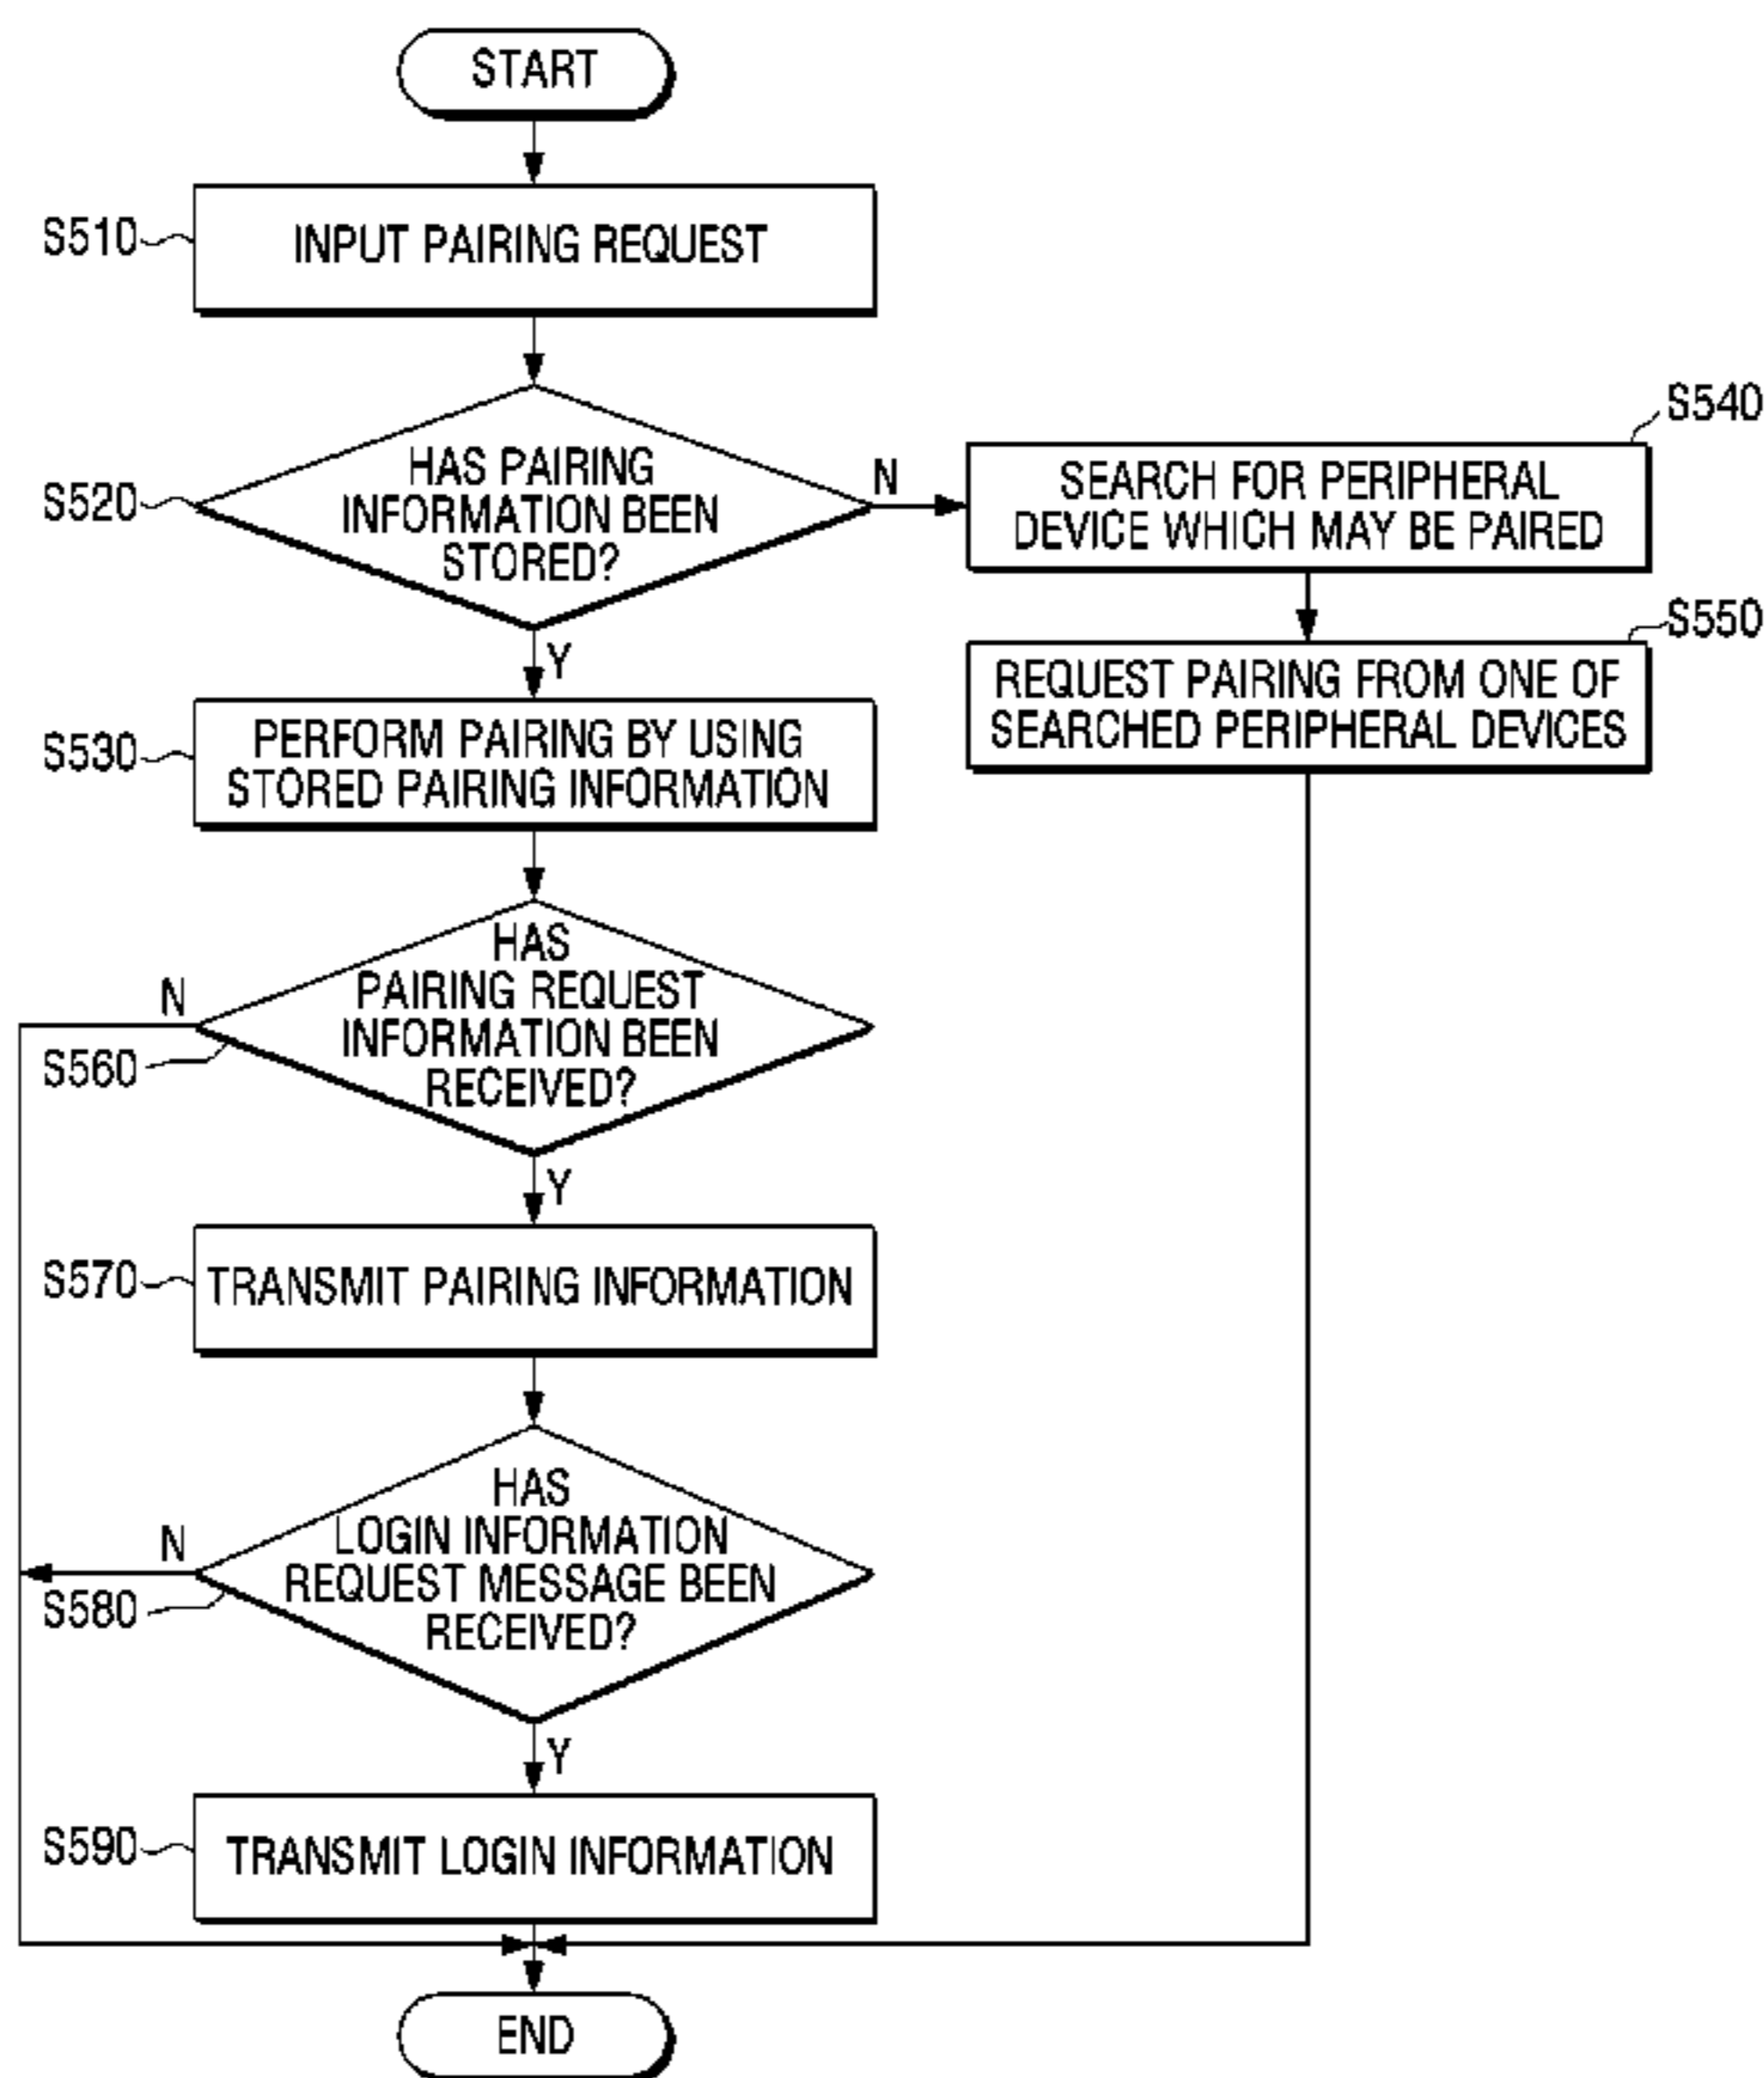 START
S510
INPUT PAIRING REQUEST
S520
HAS PAIRING
INFORMATION BEEN
STORED?
N
S540
SEARCH FOR PERIPHERAL
DEVICE WHICH MAY BE PAIRED
S550
REQUEST PAIRING FROM ONE OF
SEARCHED PERIPHERAL DEVICES
Y
S530
PERFORM PAIRING BY USING
STORED PAIRING INFORMATION
HAS
PAIRING REQUEST
INFORMATION BEEN
RECEIVED?
N
S560
Y
S570
TRANSMIT PAIRING INFORMATION
HAS
LOGIN INFORMATION
REQUEST MESSAGE BEEN
RECEIVED?
N
S580
Y
S590
TRANSMIT LOGIN INFORMATION
END